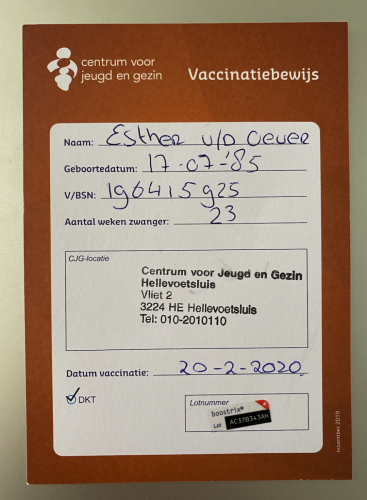 centrum voor
jeugd en gezin
Vaccinatiebewijs
Naam: Esther v/d Oever
Geboortedatum: 17-07-'85
V/BSN: 196415925
Aantal weken zwanger: 23
CJG-locatie
Centrum voor Jeugd en Gezin
Hellevoetsluis
Vliet 2
3224 HE Hellevoetsluis
Tel: 010-2010110
Datum vaccinatie: 20-2-2020
DKT
Lotnummer
boostrix®
Lot AC37B343AH
november 2019